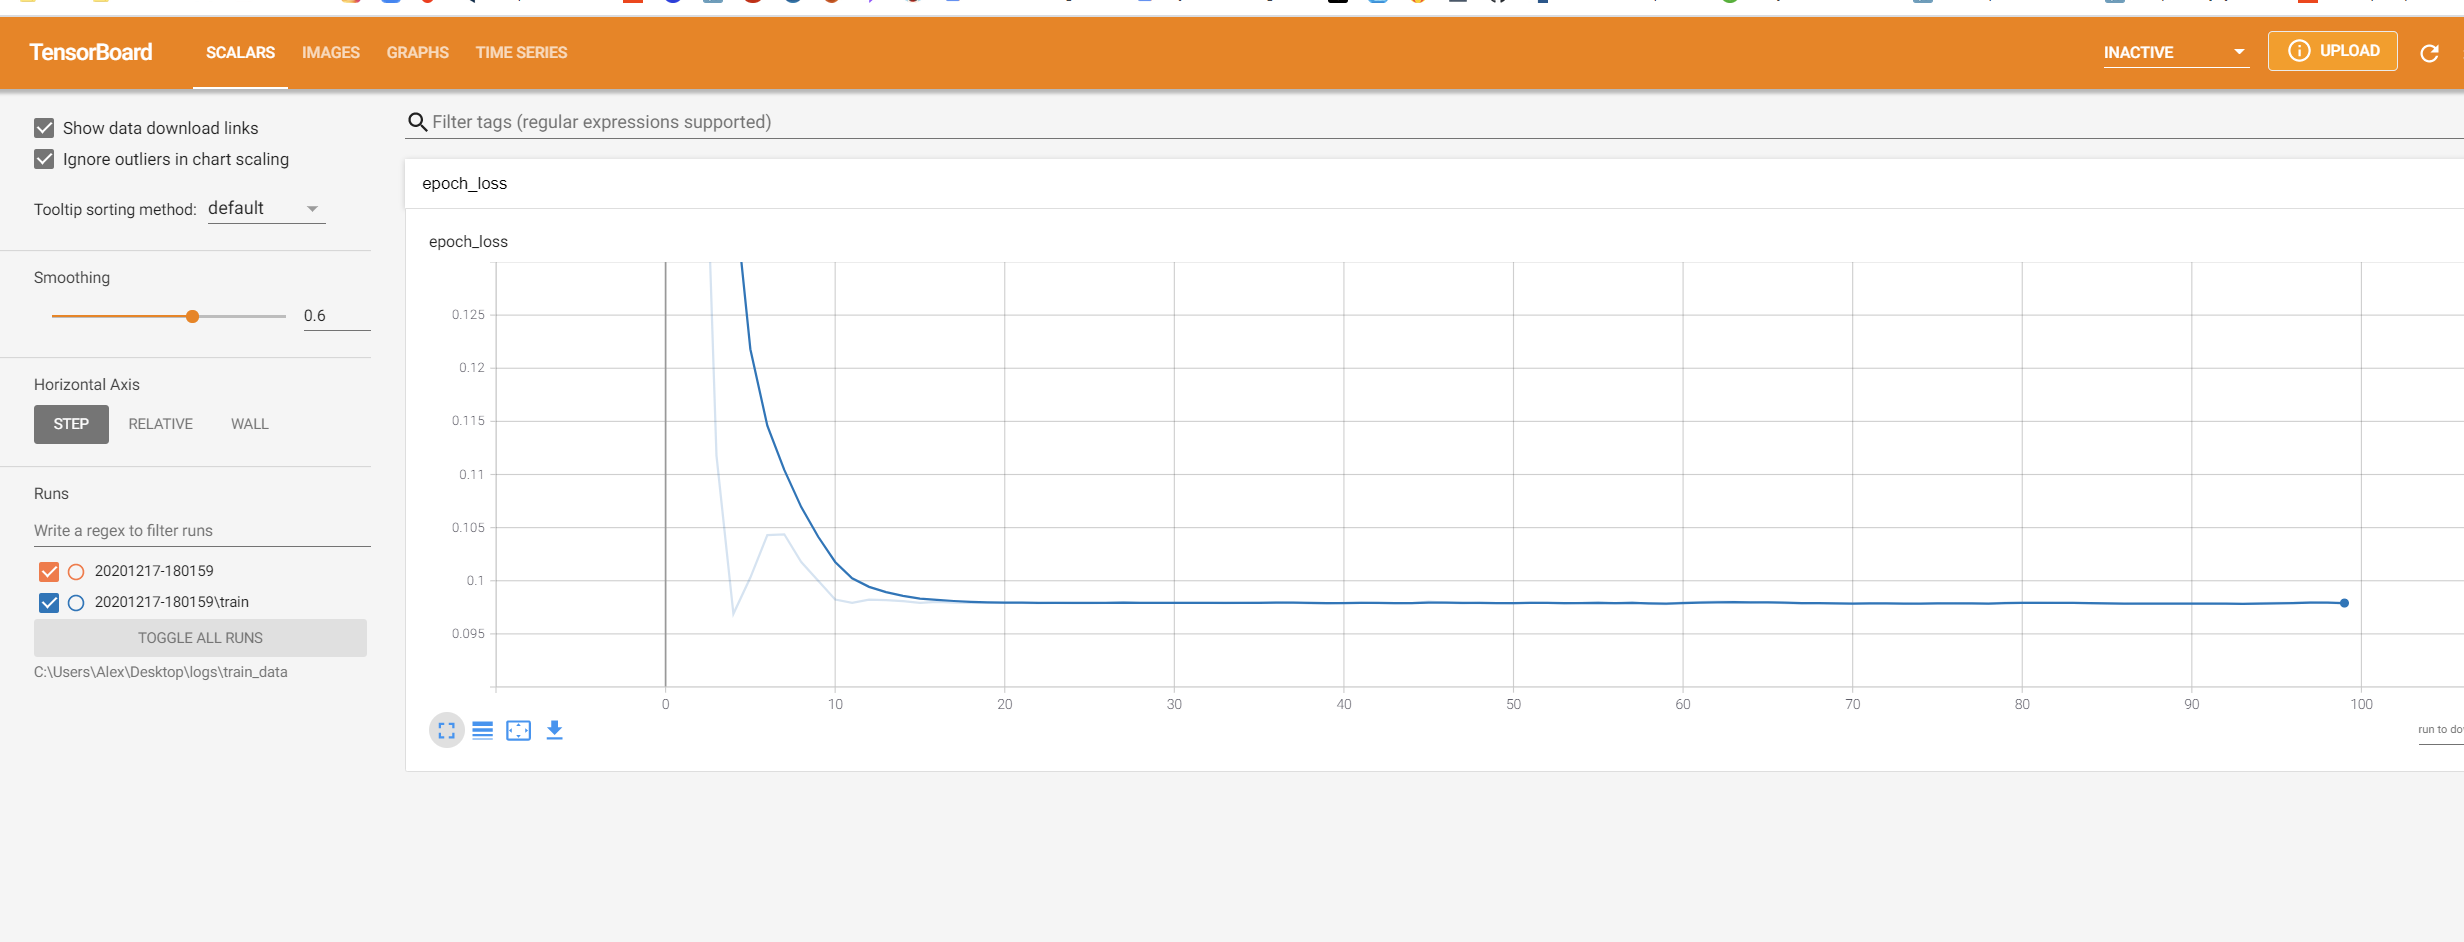 TensorBoard SCALARS IMAGES GRAPHS TIME SERIES INACTIVE UPLOAD
Show data download links
Ignore outliers in chart scaling
Tooltip sorting method: default
Smoothing
0.6
Horizontal Axis
STEP RELATIVE WALL
Runs
Write a regex to filter runs
20201217-180159
20201217-180159\train
TOGGLE ALL RUNS
C:\Users\Alex\Desktop\logs\train_data
Filter tags (regular expressions supported)
epoch_loss
epoch_loss
0.125
0.12
0.115
0.11
0.105
0.1
0.095
0 10 20 30 40 50 60 70 80 90 100
run to do